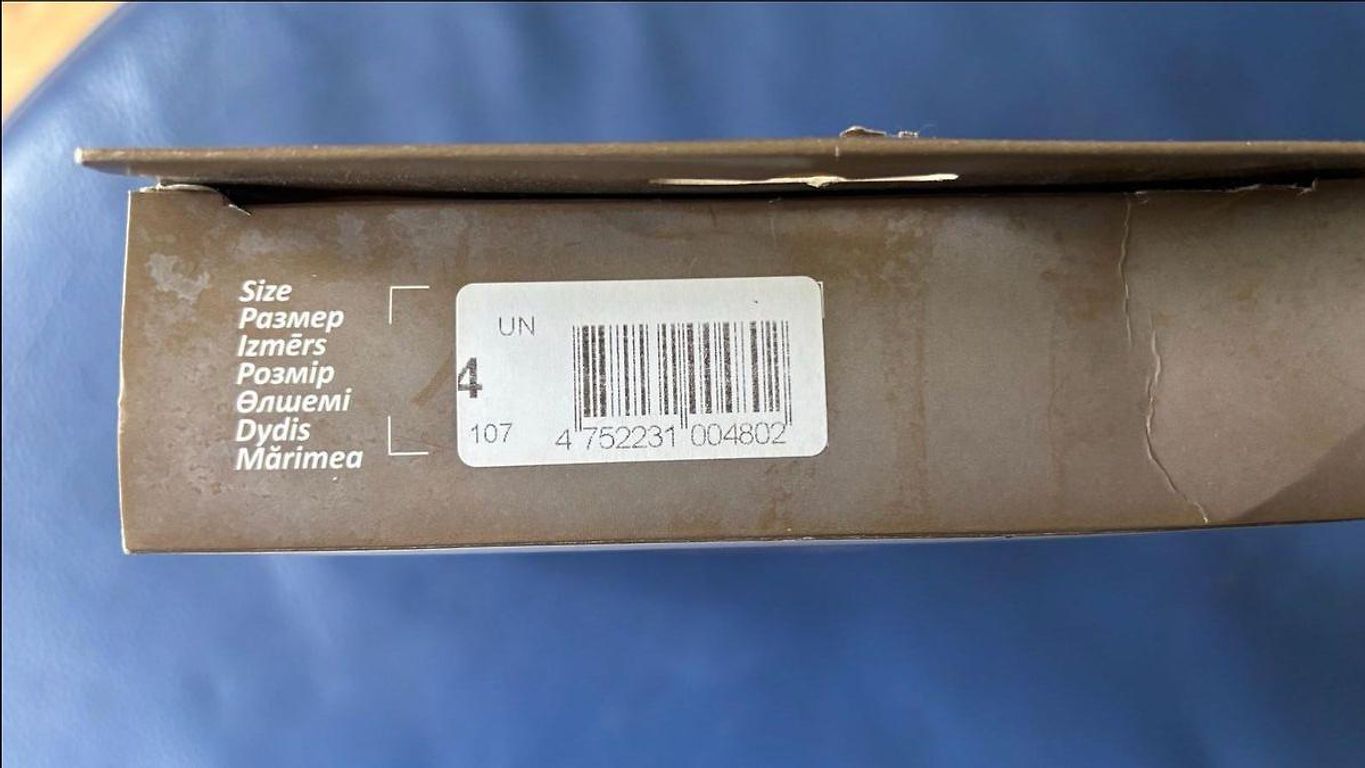 Size
Размер
Izmērs
Розмір
Өлшемі
Dydis
Mărimea
UN
4
107
4 752231 004802